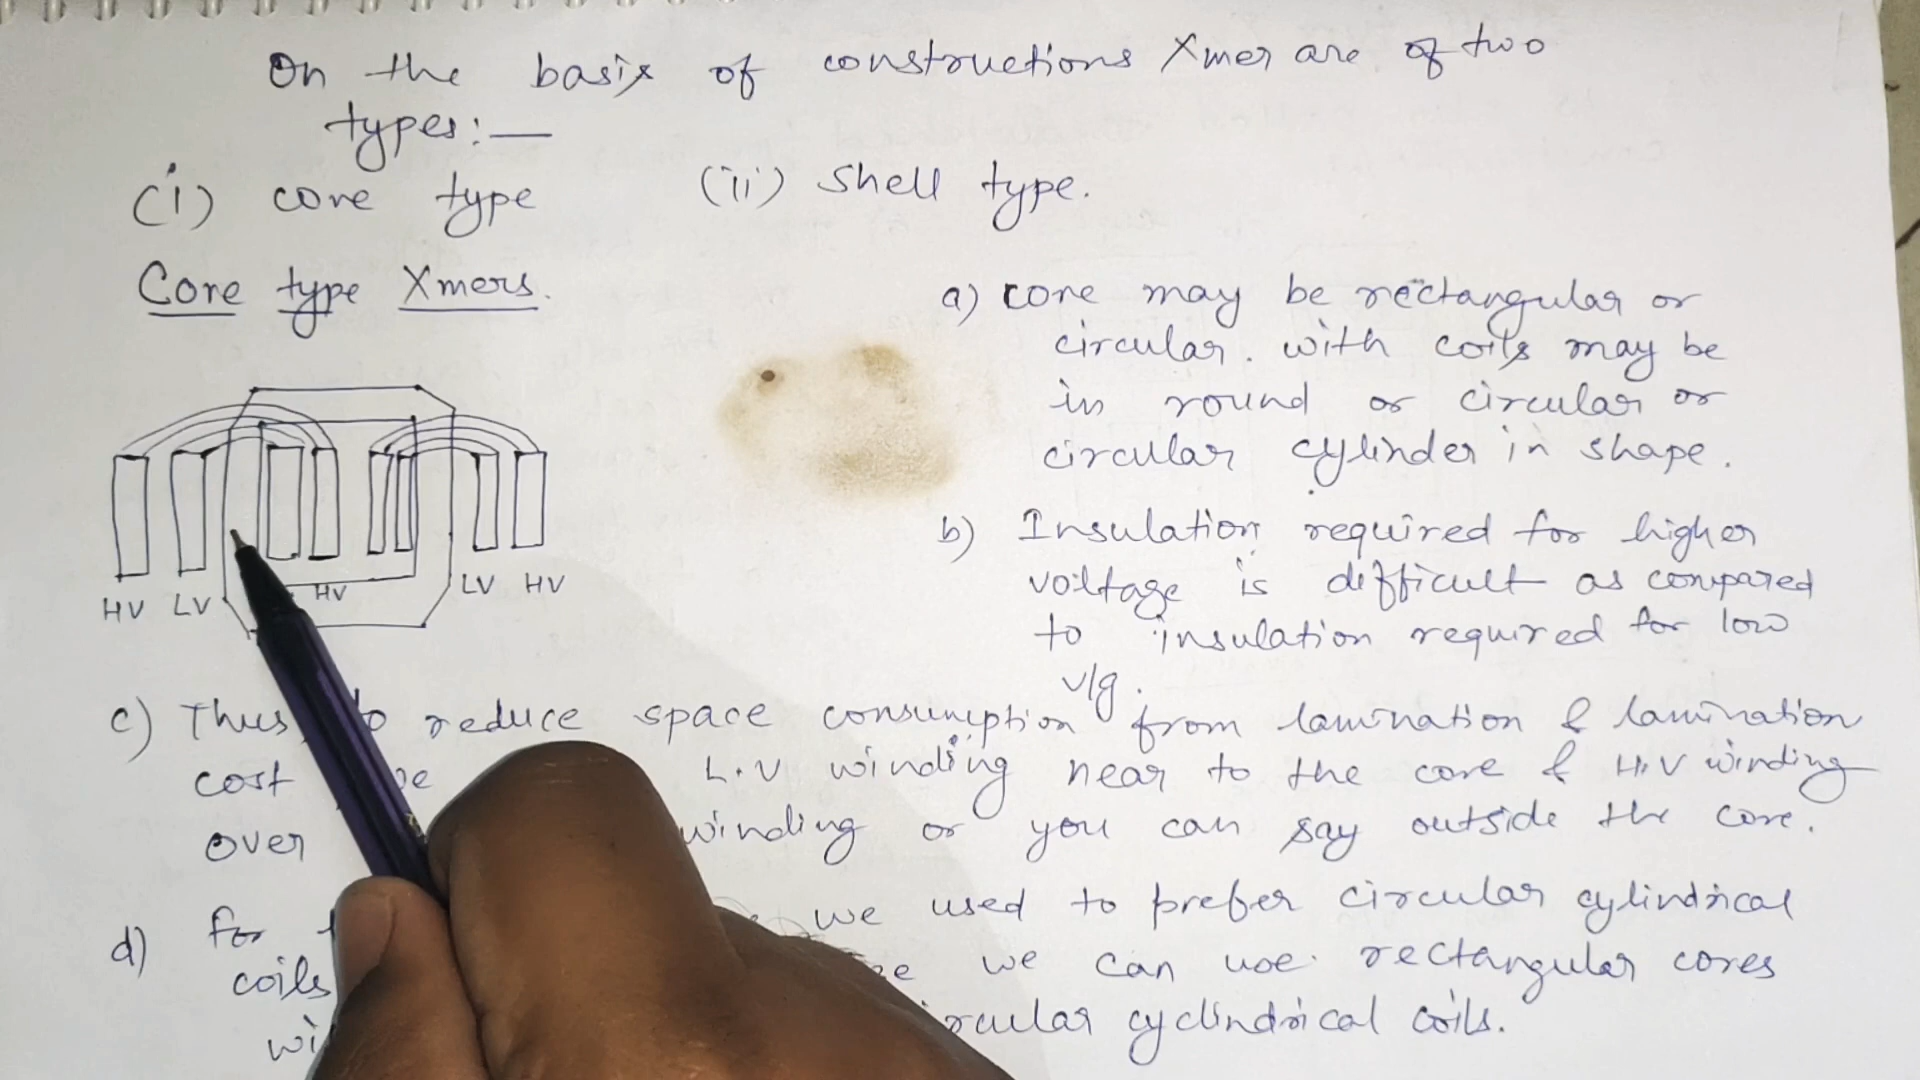 On the basis of constructions Xmer are of two
types:—
(i) core type (ii) Shell type.
Core type Xmers.
a) core may be rectangular or
circular. with coils may be
in round or circular or
circular cylinder in shape.
b) Insulation required for higher
voltage is difficult as compared
to insulation required for low
v/g.
HV LV HV LV HV
c) Thus to reduce space consumption from lamination & lamination
cost L.V winding near to the core & H.V winding
over winding or you can say outside the core.
d) for we used to prefer circular cylindrical
coils we can use rectangular cores
cyclindrical coils.